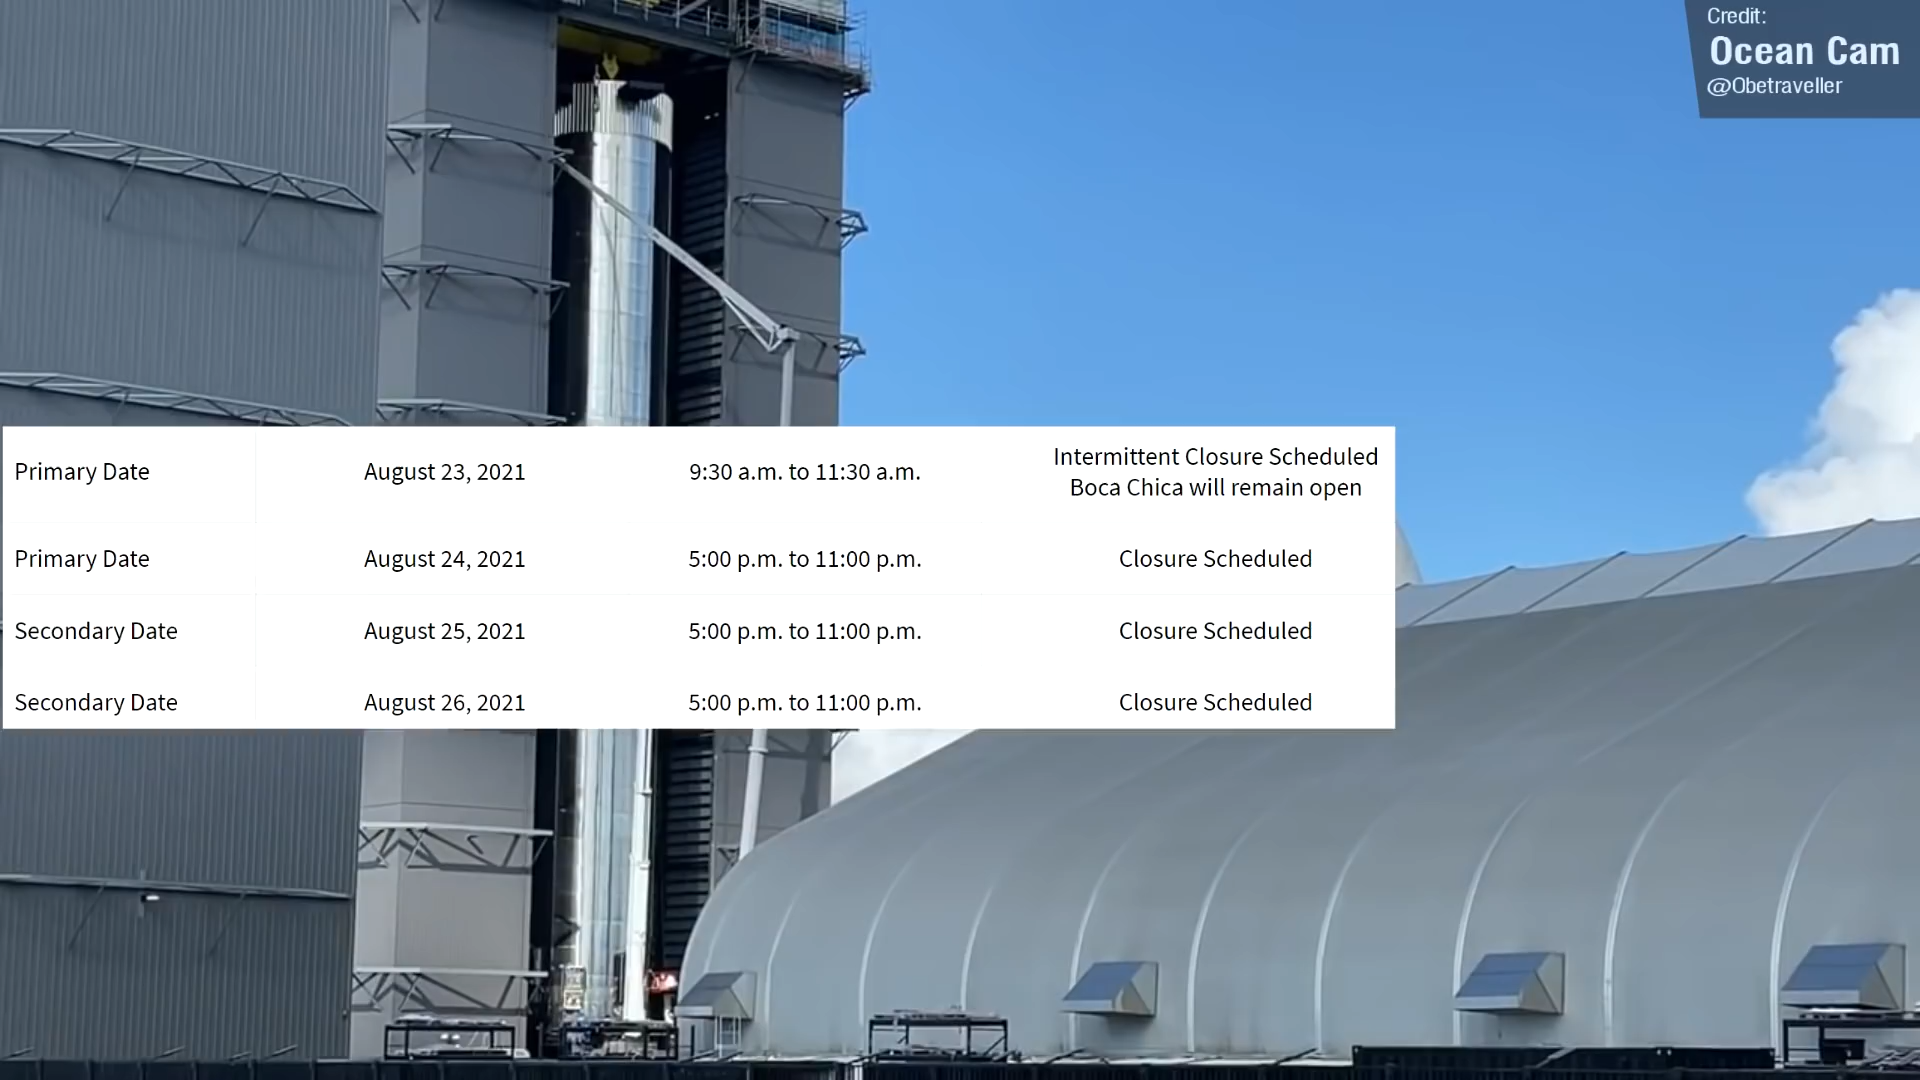 Credit:
Ocean Cam
@Obetraveller
Primary Date August 23, 2021 9:30 a.m. to 11:30 a.m. Intermittent Closure Scheduled
Boca Chica will remain open
Primary Date August 24, 2021 5:00 p.m. to 11:00 p.m. Closure Scheduled
Secondary Date August 25, 2021 5:00 p.m. to 11:00 p.m. Closure Scheduled
Secondary Date August 26, 2021 5:00 p.m. to 11:00 p.m. Closure Scheduled